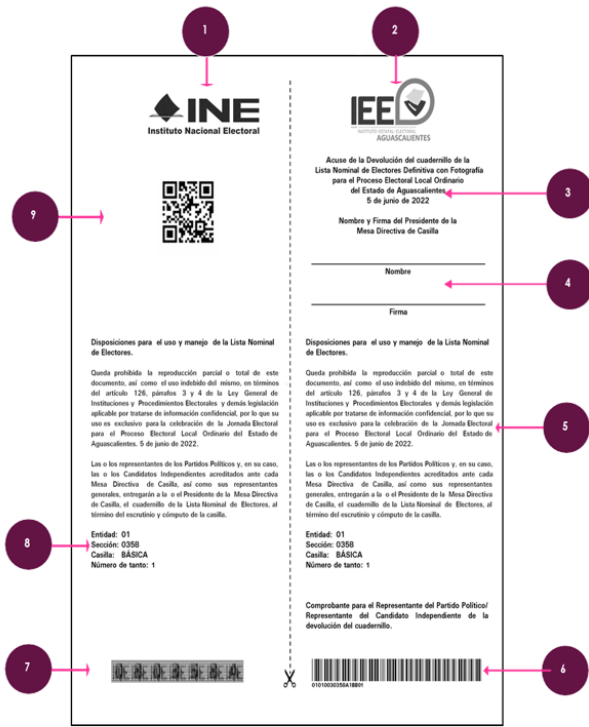 1
2
INE
Instituto Nacional Electoral
IEE
INSTITUTO ESTATAL ELECTORAL
AGUASCALIENTES
Acuse de la Devolución del cuadernillo de la
Lista Nominal de Electores Definitiva con Fotografía
para el Proceso Electoral Local Ordinario
del Estado de Aguascalientes
5 de junio de 2022
3
9
Nombre y Firma del Presidente de la
Mesa Directiva de Casilla
Nombre
4
Firma
Disposiciones para el uso y manejo de la Lista Nominal
de Electores.
Queda prohibida la reproducción parcial o total de este
documento, así como el uso indebido del mismo, en términos
del artículo 126, párrafos 3 y 4 de la Ley General de
Instituciones y Procedimientos Electorales y demás legislación
aplicable por tratarse de información confidencial, por lo que su
uso es exclusivo para la celebración de la Jornada Electoral
para el Proceso Electoral Local Ordinario del Estado de
Aguascalientes. 5 de junio de 2022.
Las o los representantes de los Partidos Políticos y, en su caso,
las o los Candidatos Independientes acreditados ante cada
Mesa Directiva de Casilla, así como sus representantes
generales, entregarán a la o el Presidente de la Mesa Directiva
de Casilla, el cuadernillo de la Lista Nominal de Electores, al
término del escrutinio y cómputo de la casilla.
Entidad: 01
Sección: 0358
Casilla: BÁSICA
Número de tanto: 1
8
7
Disposiciones para el uso y manejo de la Lista Nominal
de Electores.
Queda prohibida la reproducción parcial o total de este
documento, así como el uso indebido del mismo, en términos
del artículo 126, párrafos 3 y 4 de la Ley General de
Instituciones y Procedimientos Electorales y demás legislación
aplicable por tratarse de información confidencial, por lo que su
uso es exclusivo para la celebración de la Jornada Electoral
para el Proceso Electoral Local Ordinario del Estado de
Aguascalientes. 5 de junio de 2022.
5
Las o los representantes de los Partidos Políticos y, en su caso,
las o los Candidatos Independientes acreditados ante cada
Mesa Directiva de Casilla, así como sus representantes
generales, entregarán a la o el Presidente de la Mesa Directiva
de Casilla, el cuadernillo de la Lista Nominal de Electores, al
término del escrutinio y cómputo de la casilla.
Entidad: 01
Sección: 0358
Casilla: BÁSICA
Número de tanto: 1
Comprobante para el Representante del Partido Político/
Representante del Candidato Independiente de la
devolución del cuadernillo.
6